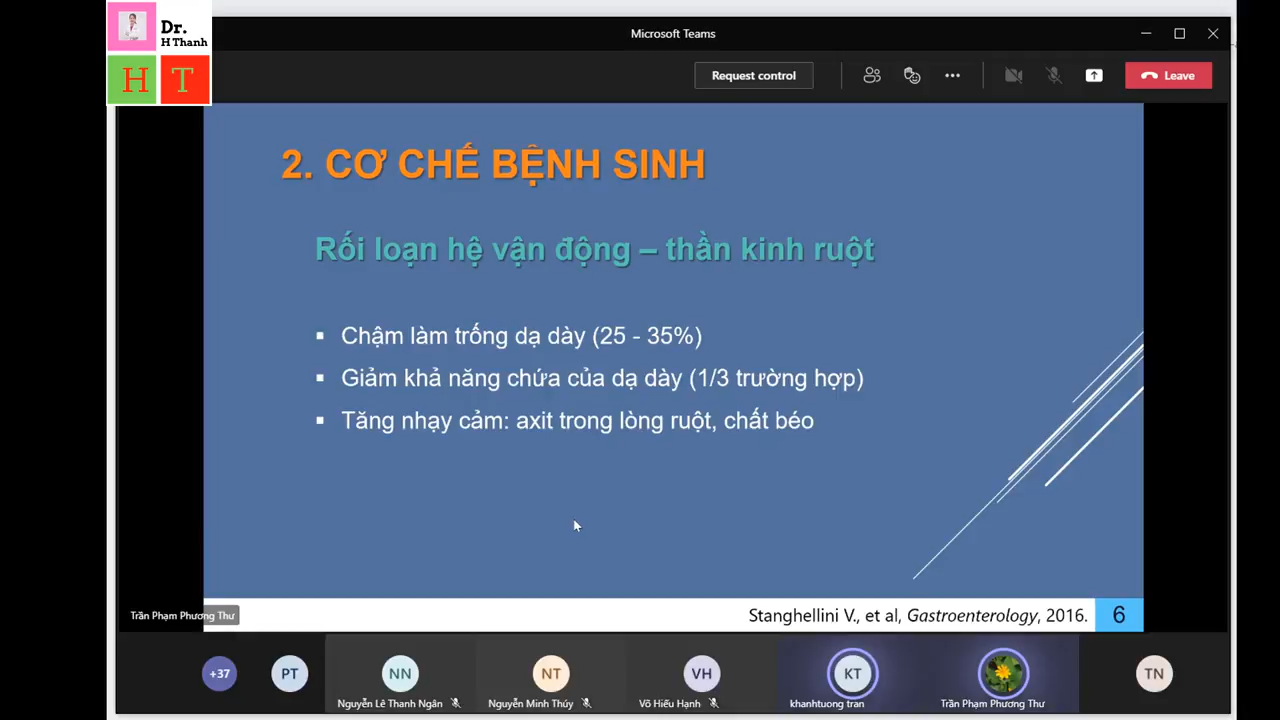 Dr.
H Thanh
H T
Microsoft Teams
Request control
Leave
2. CƠ CHẾ BỆNH SINH
Rối loạn hệ vận động – thần kinh ruột
▪ Chậm làm trống dạ dày (25 - 35%)
▪ Giảm khả năng chứa của dạ dày (1/3 trường hợp)
▪ Tăng nhạy cảm: axit trong lòng ruột, chất béo
Trần Phạm Phương Thư
Stanghellini V., et al, Gastroenterology, 2016. 6
+37 PT NN NT VH KT TN
Nguyễn Lê Thanh Ngân Nguyễn Minh Thúy Võ Hiếu Hạnh khanhtuong tran Trần Phạm Phương Thư